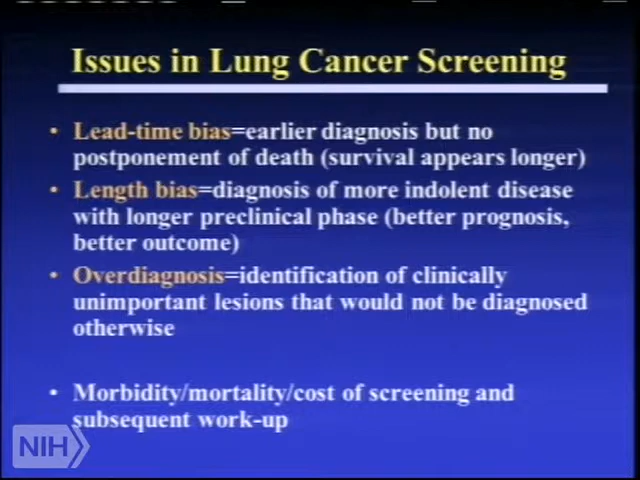 Issues in Lung Cancer Screening
• Lead-time bias=earlier diagnosis but no
postponement of death (survival appears longer)
• Length bias=diagnosis of more indolent disease
with longer preclinical phase (better prognosis,
better outcome)
• Overdiagnosis=identification of clinically
unimportant lesions that would not be diagnosed
otherwise
• Morbidity/mortality/cost of screening and
subsequent work-up
NIH